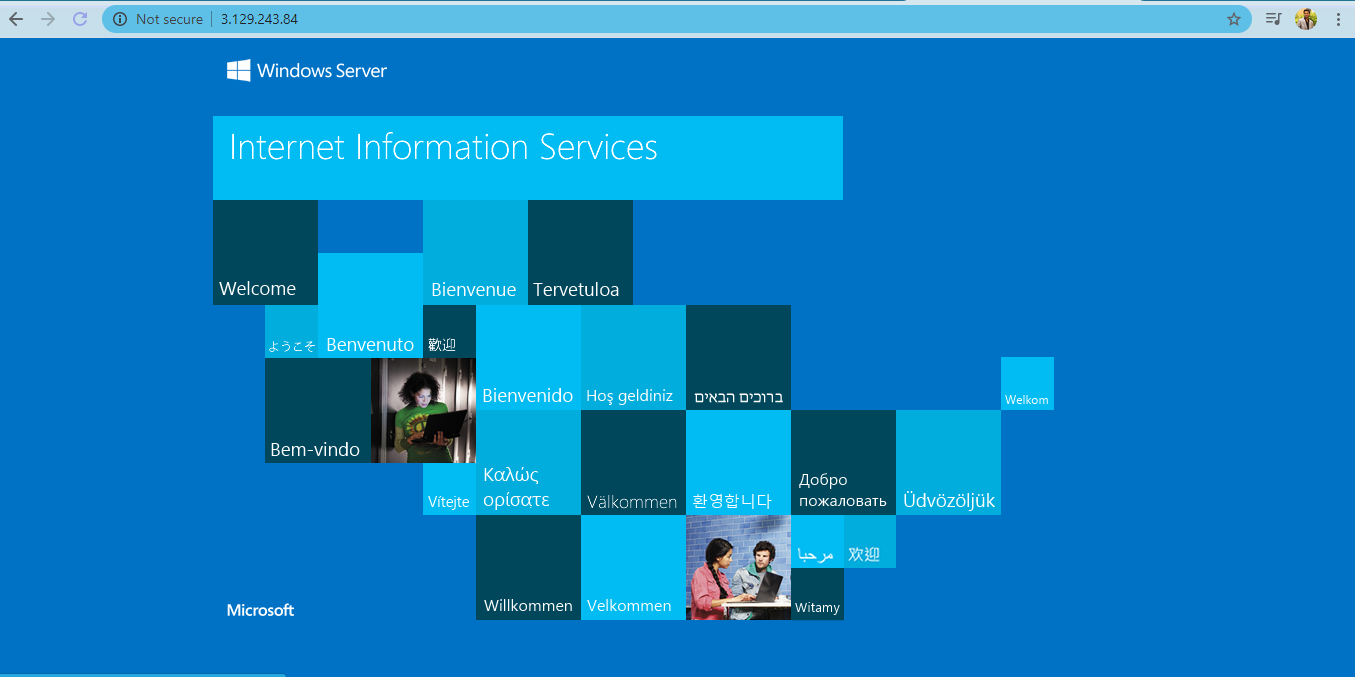 Not secure
3.129.243.84
Windows Server
Internet Information Services
Welcome
Bienvenue
Tervetuloa
ようこそ
Benvenuto
歡迎
Bienvenido
Hoş geldiniz
ברוכים הבאים
Welkom
Bem-vindo
Vítejte
Καλώς
ορίσατε
Välkommen
환영합니다
Добро
пожаловать
Üdvözöljük
مرحبا
欢迎
Willkommen
Velkommen
Witamy
Microsoft